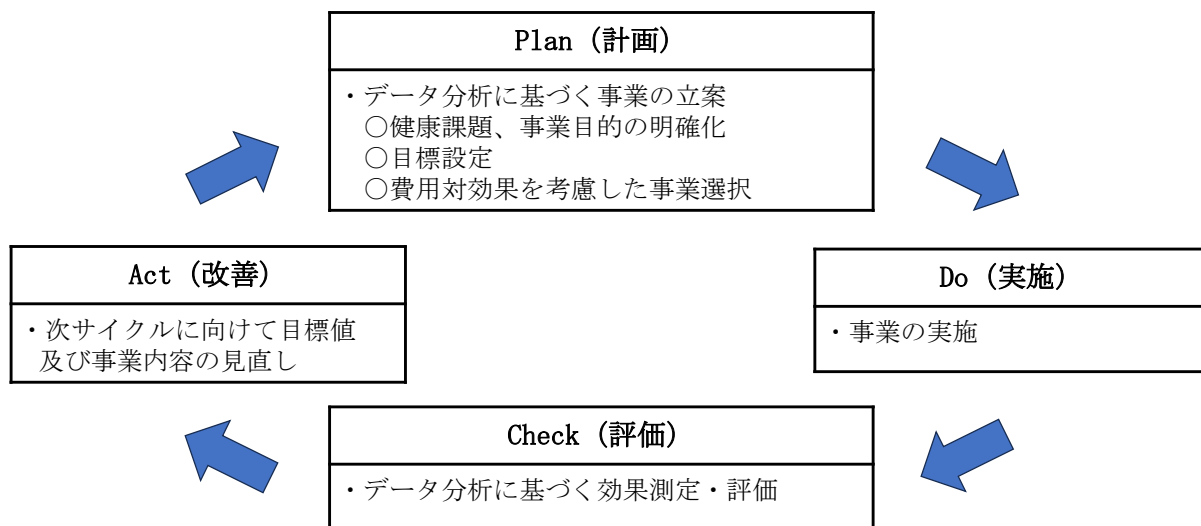 Plan (計画)
・データ分析に基づく事業の立案
〇健康課題、事業目的の明確化
〇目標設定
〇費用対効果を考慮した事業選択
Do (実施)
・事業の実施
Check (評価)
・データ分析に基づく効果測定・評価
Act (改善)
・次サイクルに向けて目標値
及び事業内容の見直し